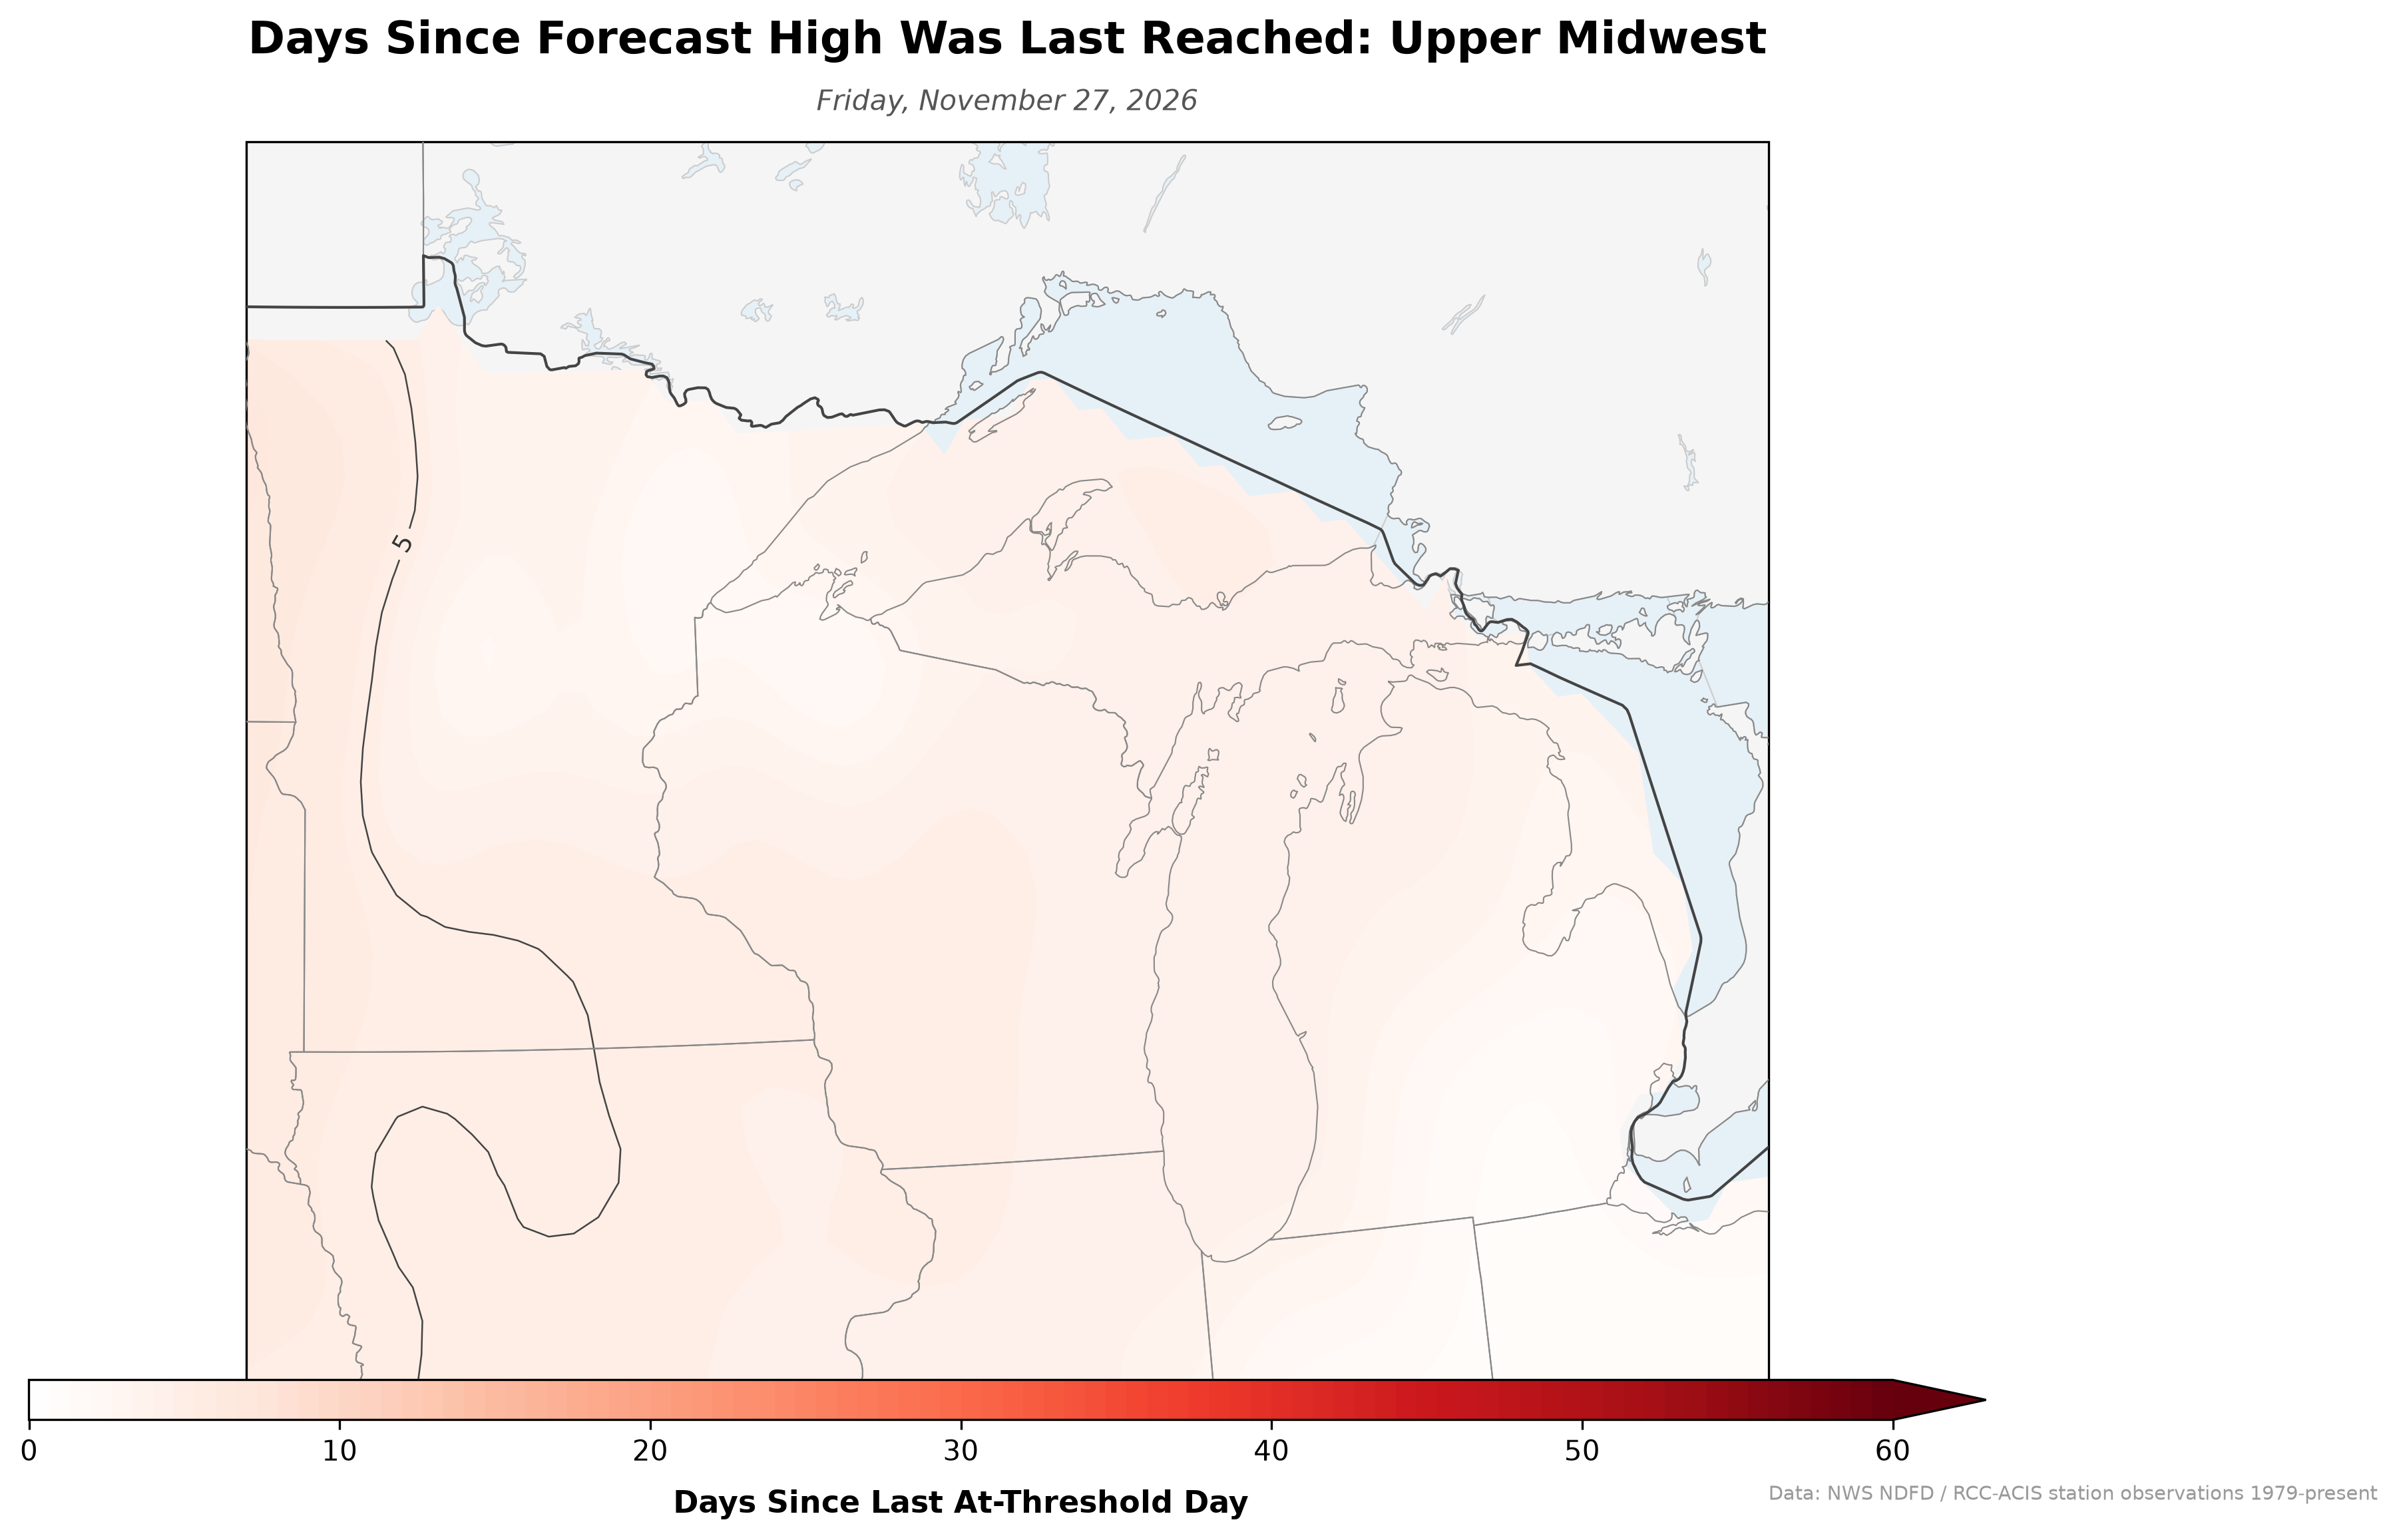 Days Since Forecast High Was Last Reached: Upper Midwest
Friday, November 27, 2026
5
0 10 20 30 40 50 60
Days Since Last At-Threshold Day
Data: NWS NDFD / RCC-ACIS station observations 1979-present